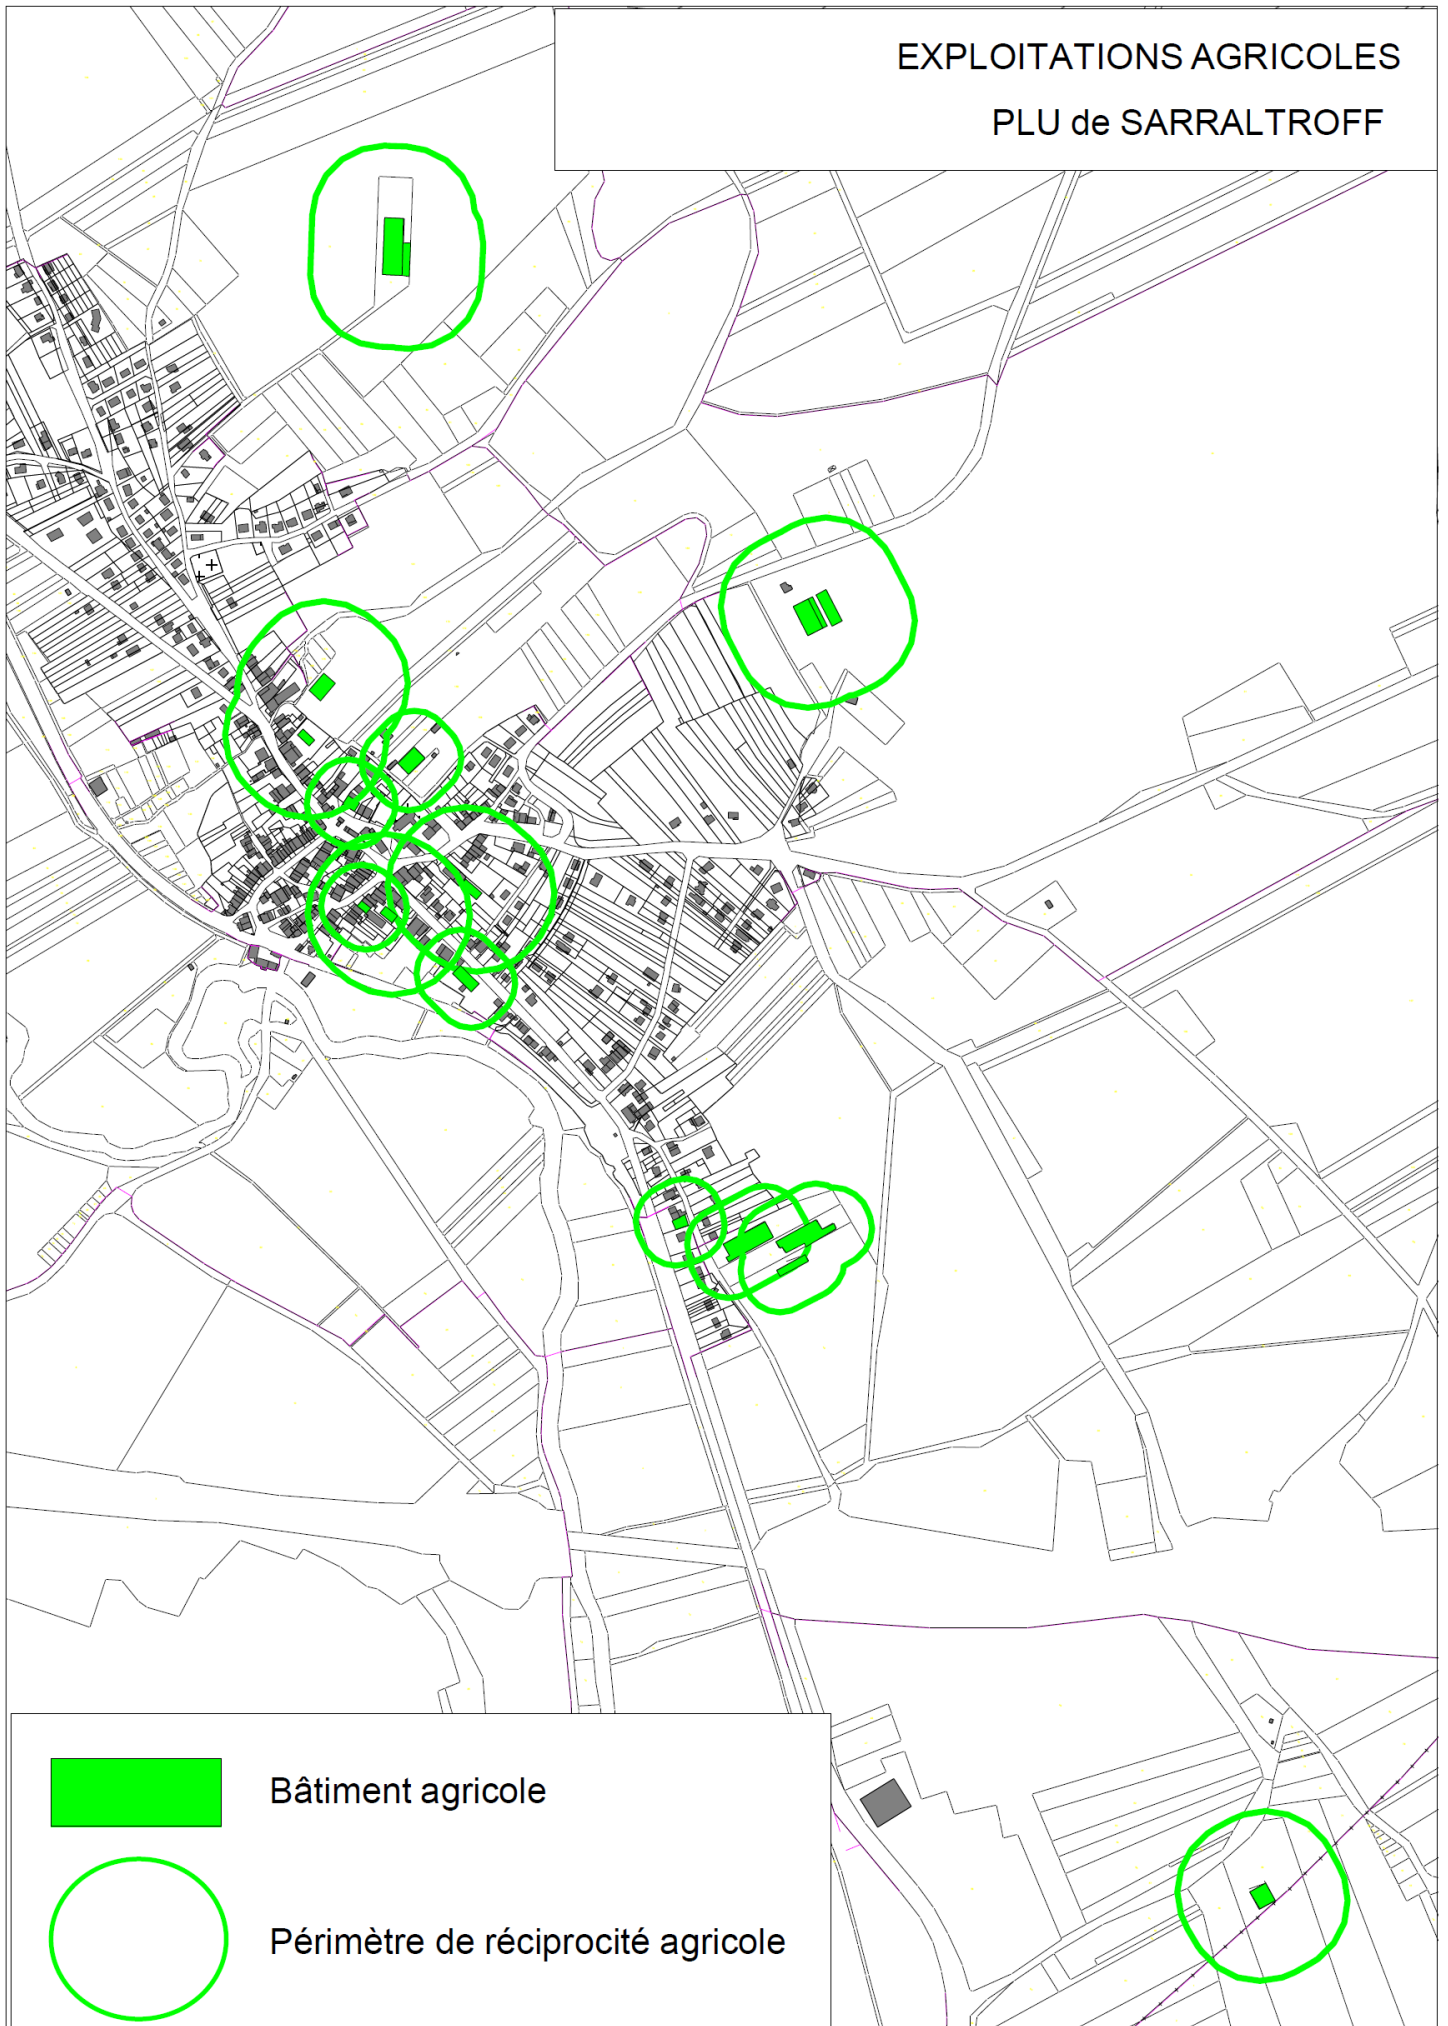 EXPLOITATIONS AGRICOLES
PLU de SARRALTROFF
Bâtiment agricole
Périmètre de réciprocité agricole